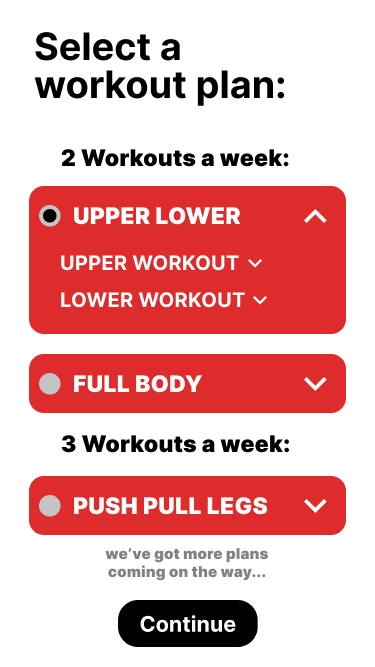 Select a
workout plan:
2 Workouts a week:
UPPER LOWER
UPPER WORKOUT
LOWER WORKOUT
FULL BODY
3 Workouts a week:
PUSH PULL LEGS
we’ve got more plans
coming on the way...
Continue